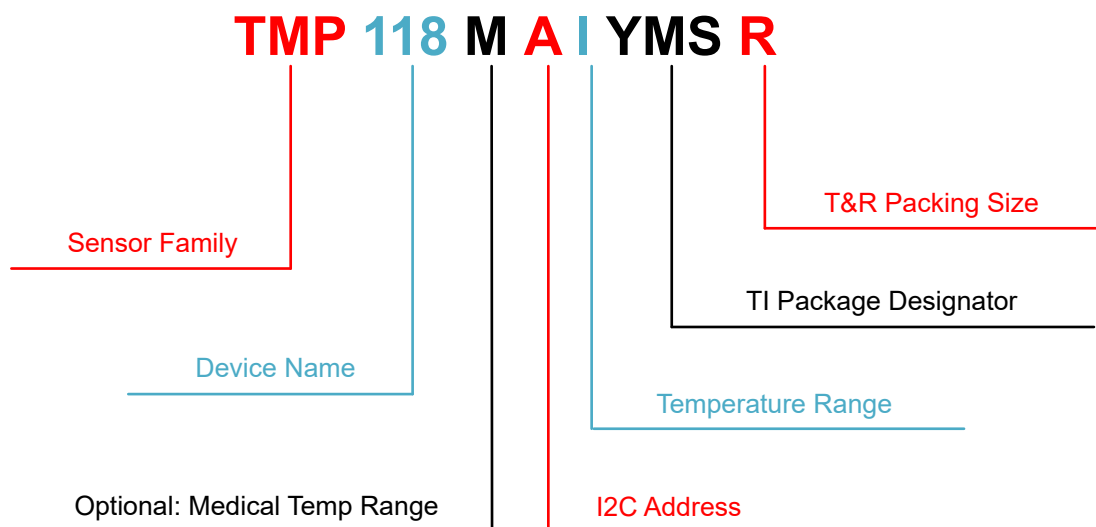 TMP 118 M A I YMS R
T&R Packing Size
Sensor Family
TI Package Designator
Device Name
Temperature Range
Optional: Medical Temp Range
I2C Address